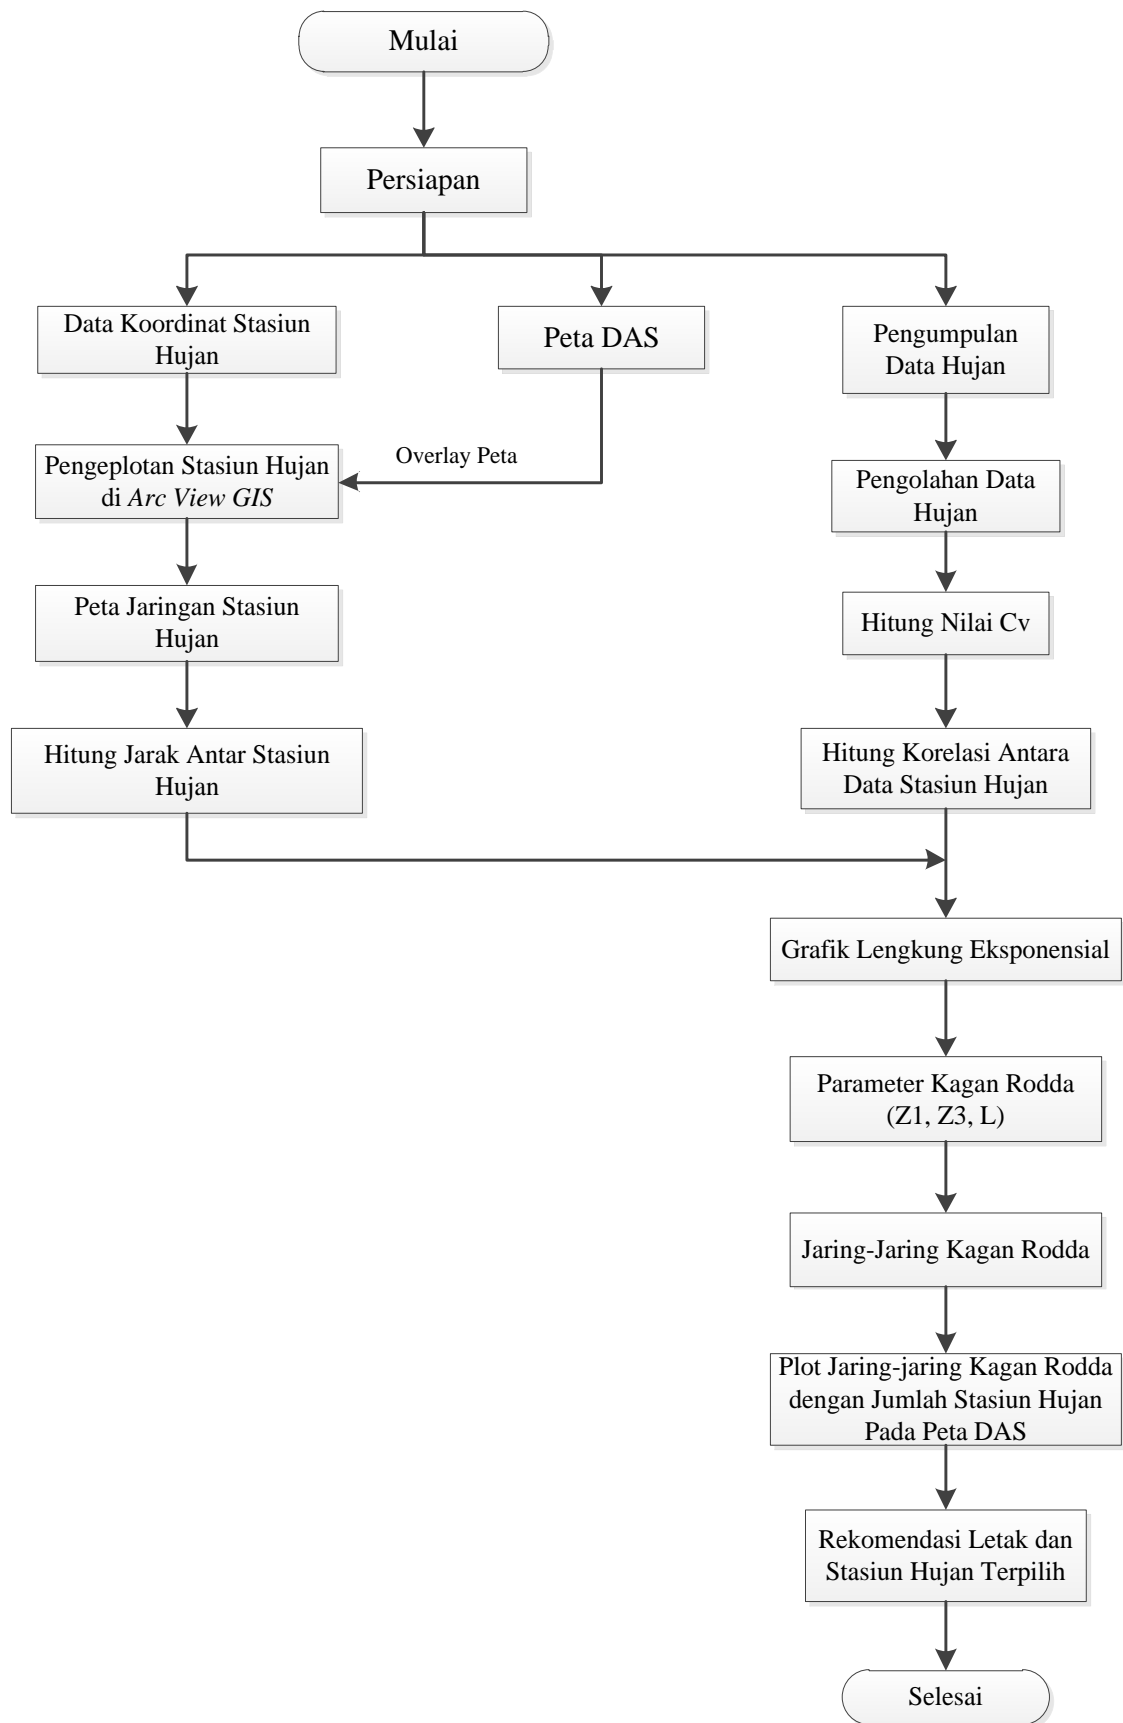 Mulai
Persiapan
Data Koordinat Stasiun
Hujan
Peta DAS
Pengumpulan
Data Hujan
Pengeplotan Stasiun Hujan
di Arc View GIS
Overlay Peta
Pengolahan Data
Hujan
Peta Jaringan Stasiun
Hujan
Hitung Nilai Cv
Hitung Jarak Antar Stasiun
Hujan
Hitung Korelasi Antara
Data Stasiun Hujan
Grafik Lengkung Eksponensial
Parameter Kagan Rodda
(Z1, Z3, L)
Jaring-Jaring Kagan Rodda
Plot Jaring-jaring Kagan Rodda
dengan Jumlah Stasiun Hujan
Pada Peta DAS
Rekomendasi Letak dan
Stasiun Hujan Terpilih
Selesai